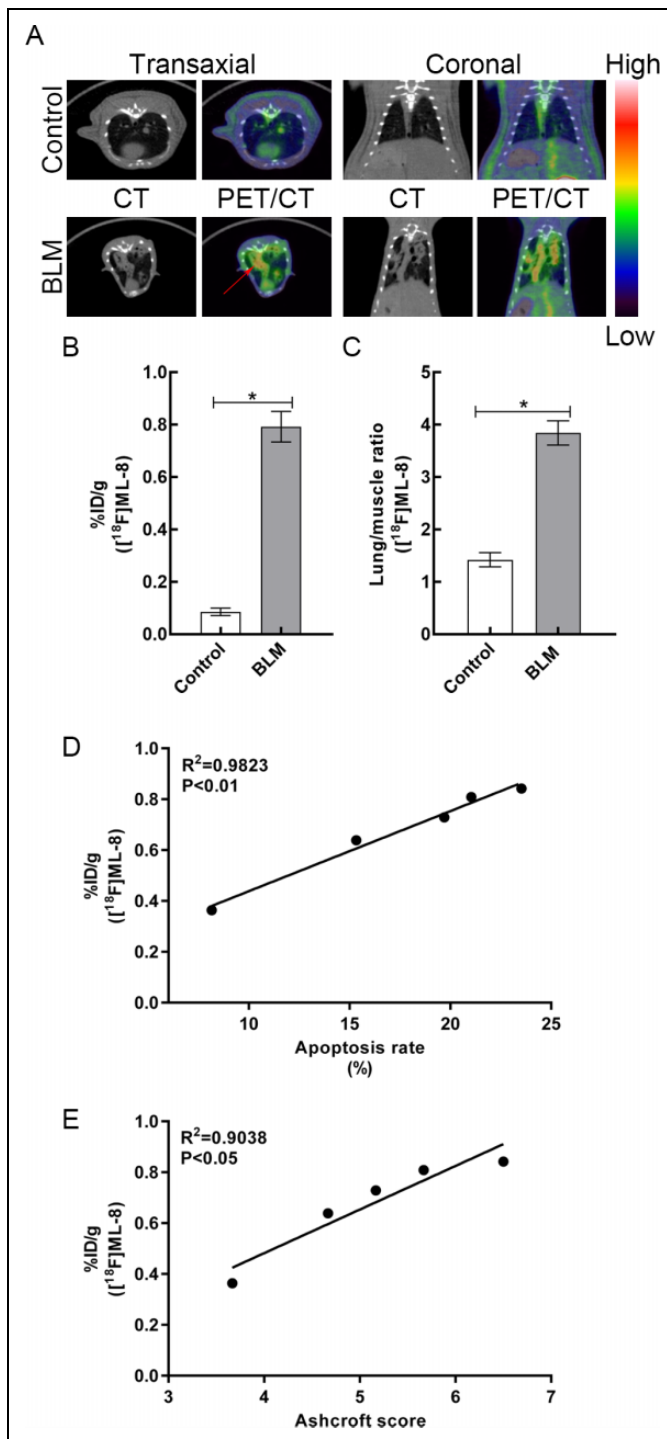 A
Transaxial Coronal High
Control
CT PET/CT CT PET/CT
BLM
Low
B
1.0
0.8
0.6
0.4
0.2
0.0
%ID/g
([¹⁸F]ML-8)
*
Control
BLM
C
5
4
3
2
1
0
Lung/muscle ratio
([¹⁸F]ML-8)
*
Control
BLM
D
R²=0.9823
P<0.01
1.0
0.8
0.6
0.4
0.2
0.0
%ID/g
([¹⁸F]ML-8)
10 15 20 25
Apoptosis rate
(%)
E
R²=0.9038
P<0.05
1.0
0.8
0.6
0.4
0.2
0.0
%ID/g
([¹⁸F]ML-8)
3 4 5 6 7
Ashcroft score